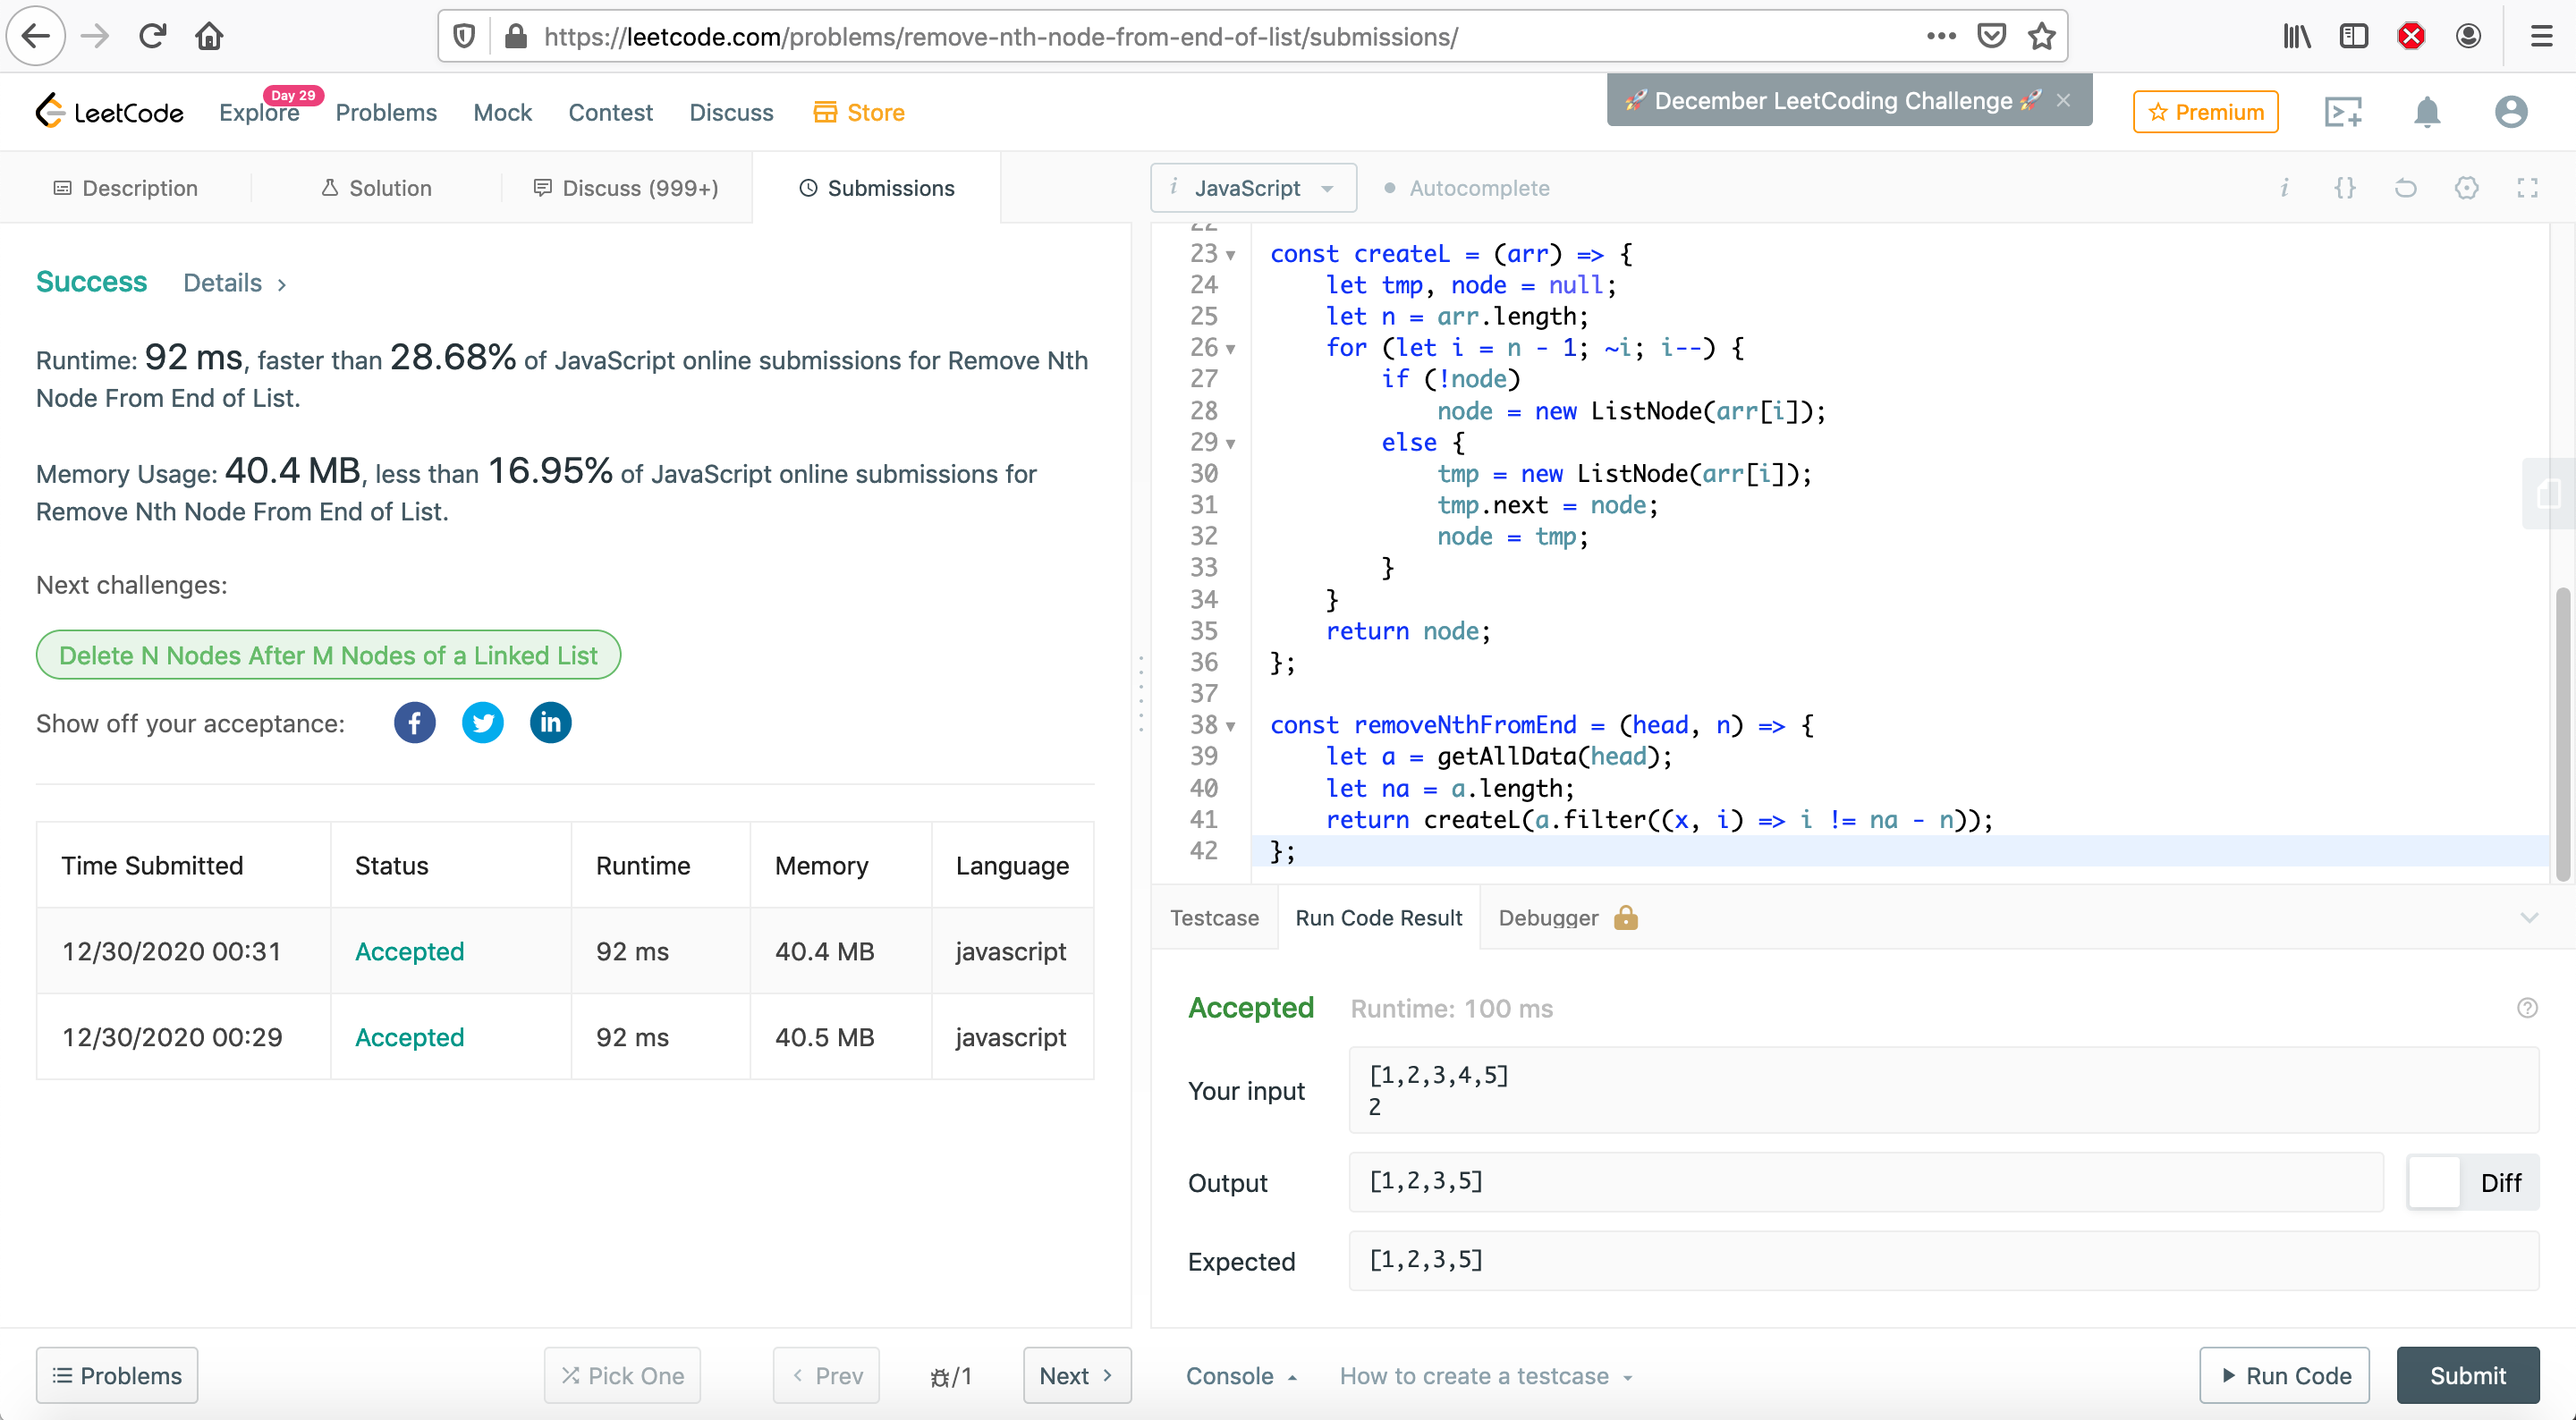 https://leetcode.com/problems/remove-nth-node-from-end-of-list/submissions/
LeetCode
Explore
Day 29
Problems
Mock
Contest
Discuss
Store
🚀 December LeetCoding Challenge 🚀 ×
Premium
Description
Solution
Discuss (999+)
Submissions
i JavaScript
Autocomplete
Success
Details >
Runtime: 92 ms, faster than 28.68% of JavaScript online submissions for Remove Nth
Node From End of List.
Memory Usage: 40.4 MB, less than 16.95% of JavaScript online submissions for
Remove Nth Node From End of List.
Next challenges:
Delete N Nodes After M Nodes of a Linked List
Show off your acceptance:
Time Submitted Status Runtime Memory Language
12/30/2020 00:31 Accepted 92 ms 40.4 MB javascript
12/30/2020 00:29 Accepted 92 ms 40.5 MB javascript
22
23 const createL = (arr) => {
24 let tmp, node = null;
25 let n = arr.length;
26 for (let i = n - 1; ~i; i--) {
27 if (!node)
28 node = new ListNode(arr[i]);
29 else {
30 tmp = new ListNode(arr[i]);
31 tmp.next = node;
32 node = tmp;
33 }
34 }
35 return node;
36 };
37
38 const removeNthFromEnd = (head, n) => {
39 let a = getAllData(head);
40 let na = a.length;
41 return createL(a.filter((x, i) => i != na - n));
42 };
Testcase
Run Code Result
Debugger
Accepted
Runtime: 100 ms
Your input
[1,2,3,4,5]
2
Output
[1,2,3,5]
Diff
Expected
[1,2,3,5]
Problems
Pick One
< Prev
/1
Next >
Console
How to create a testcase
Run Code
Submit